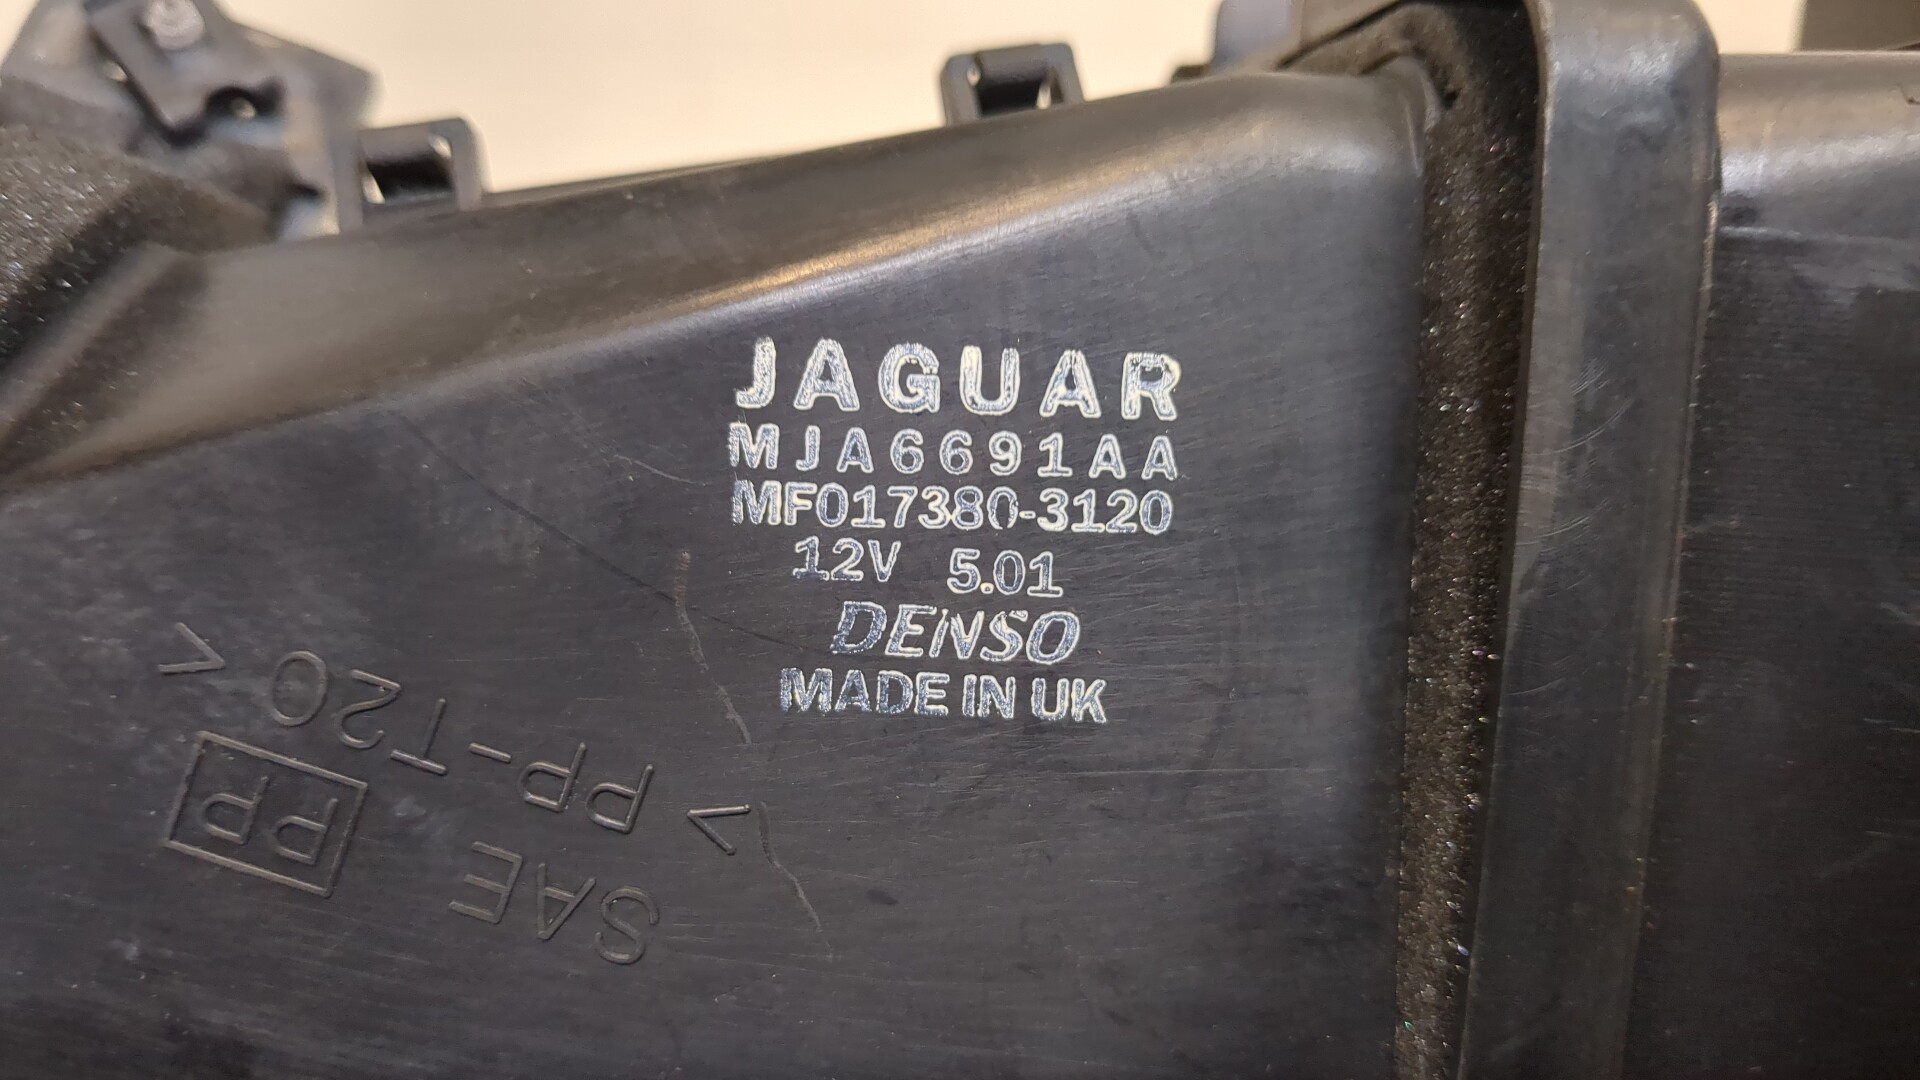 JAGUAR
MJA6691AA
MF017380-3120
12V 5.01
DENSO
MADE IN UK
SAE
> PP-T20 <
PP